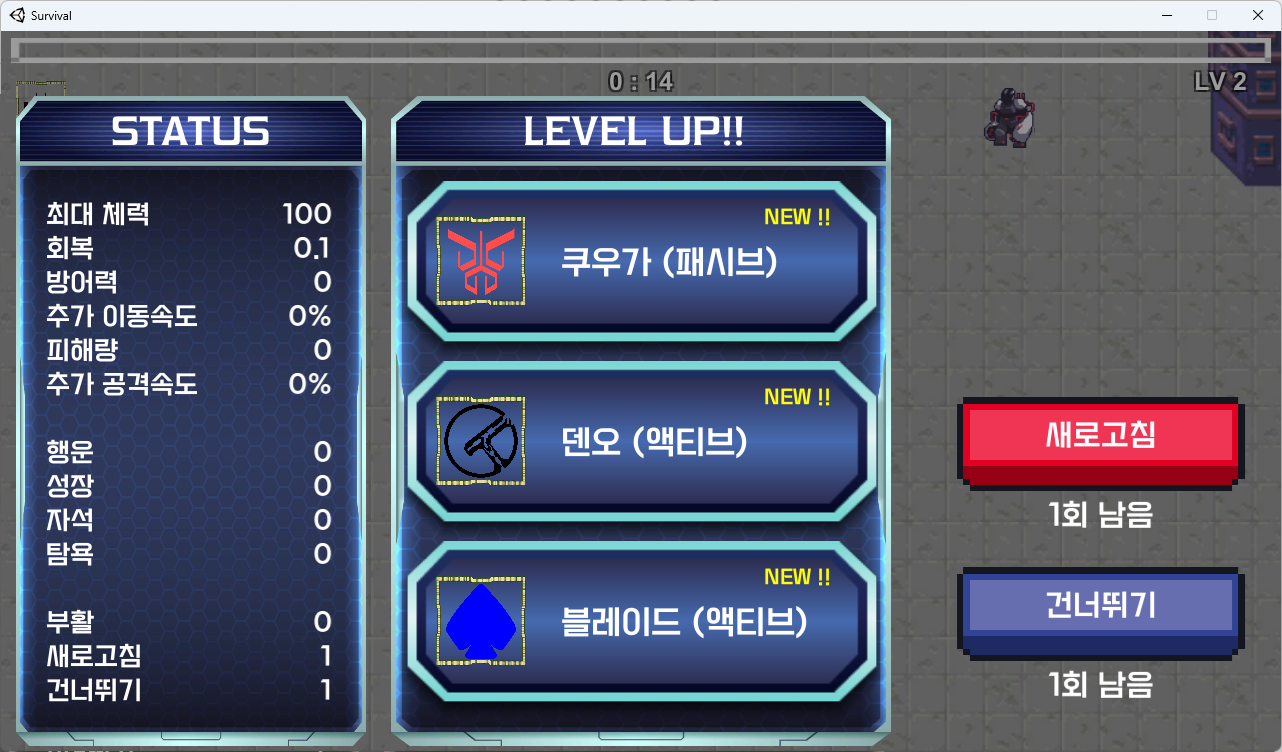 Survival
0 : 14
LV 2
STATUS
최대 체력 100
회복 0.1
방어력 0
추가 이동속도 0%
피해량 0
추가 공격속도 0%
행운 0
성장 0
자석 0
탐욕 0
부활 0
새로고침 1
건너뛰기 1
LEVEL UP!!
NEW !!
쿠우가 (패시브)
NEW !!
덴오 (액티브)
NEW !!
블레이드 (액티브)
새로고침
1회 남음
건너뛰기
1회 남음